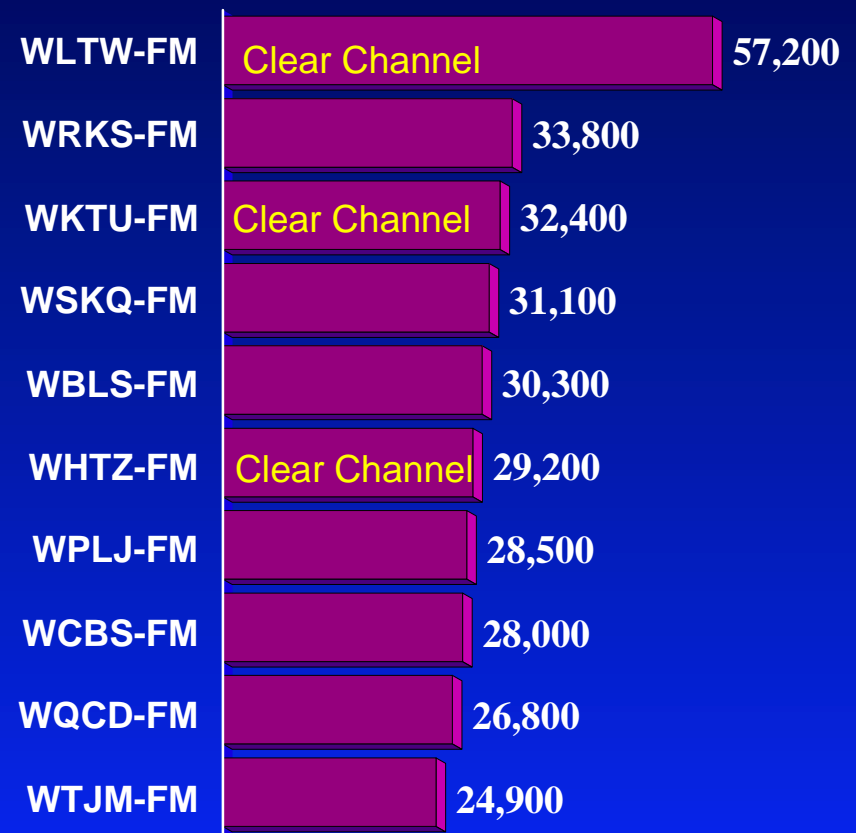 WLTW-FM Clear Channel 57,200
WRKS-FM 33,800
WKTU-FM Clear Channel 32,400
WSKQ-FM 31,100
WBLS-FM 30,300
WHTZ-FM Clear Channel 29,200
WPLJ-FM 28,500
WCBS-FM 28,000
WQCD-FM 26,800
WTJM-FM 24,900